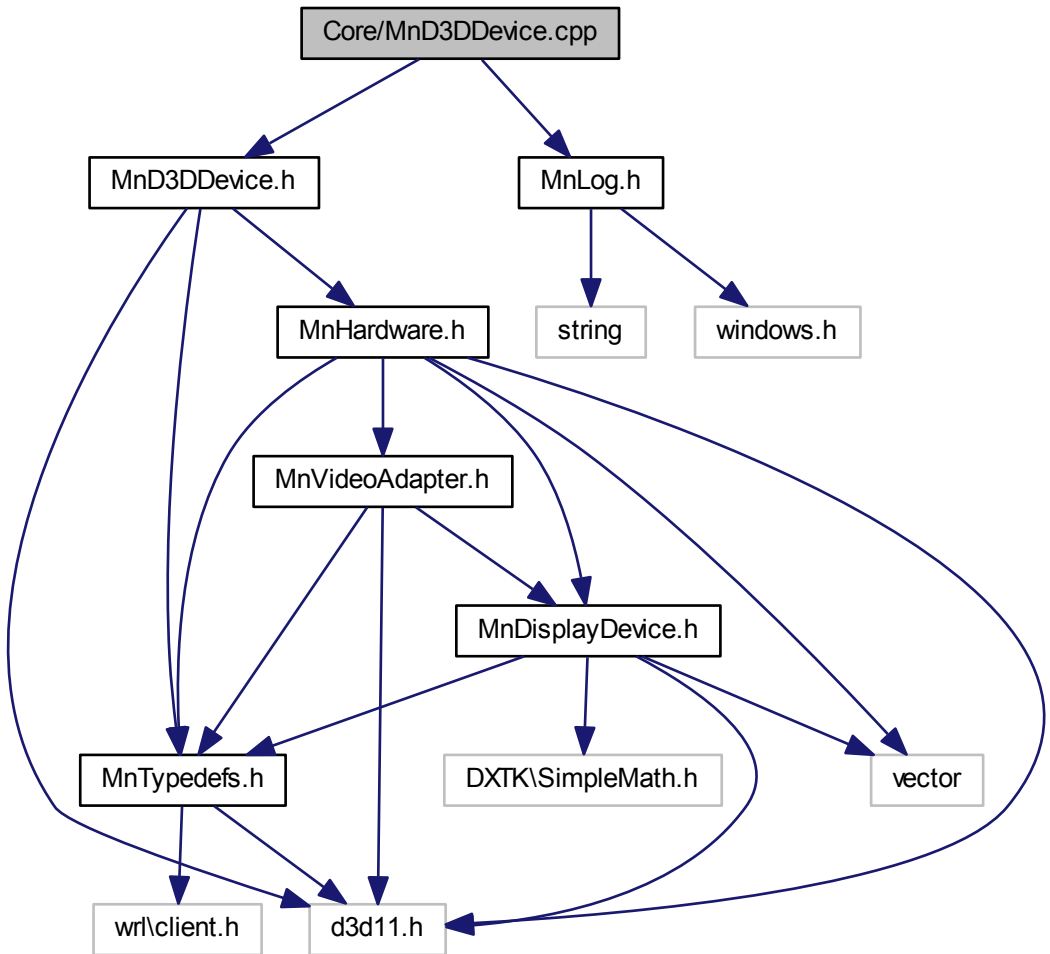 Core/MnD3DDevice.cpp
MnD3DDevice.h
MnLog.h
MnHardware.h
string
windows.h
MnVideoAdapter.h
MnDisplayDevice.h
MnTypedefs.h
DXTK\SimpleMath.h
vector
wrl\client.h
d3d11.h